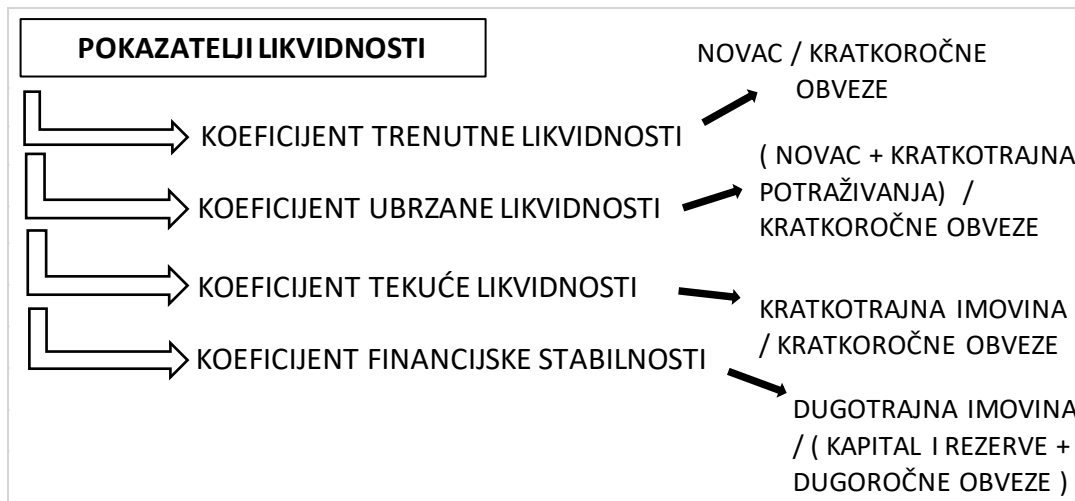 POKAZATELJI LIKVIDNOSTI
KOEFICIJENT TRENUTNE LIKVIDNOSTI
NOVAC / KRATKOROČNE
OBVEZE
KOEFICIJENT UBRZANE LIKVIDNOSTI
( NOVAC + KRATKOTRAJNA
POTRAŽIVANJA) /
KRATKOROČNE OBVEZE
KOEFICIJENT TEKUĆE LIKVIDNOSTI
KRATKOTRAJNA IMOVINA
/ KRATKOROČNE OBVEZE
KOEFICIJENT FINANCIJSKE STABILNOSTI
DUGOTRAJNA IMOVINA
/ ( KAPITAL I REZERVE +
DUGOROČNE OBVEZE )